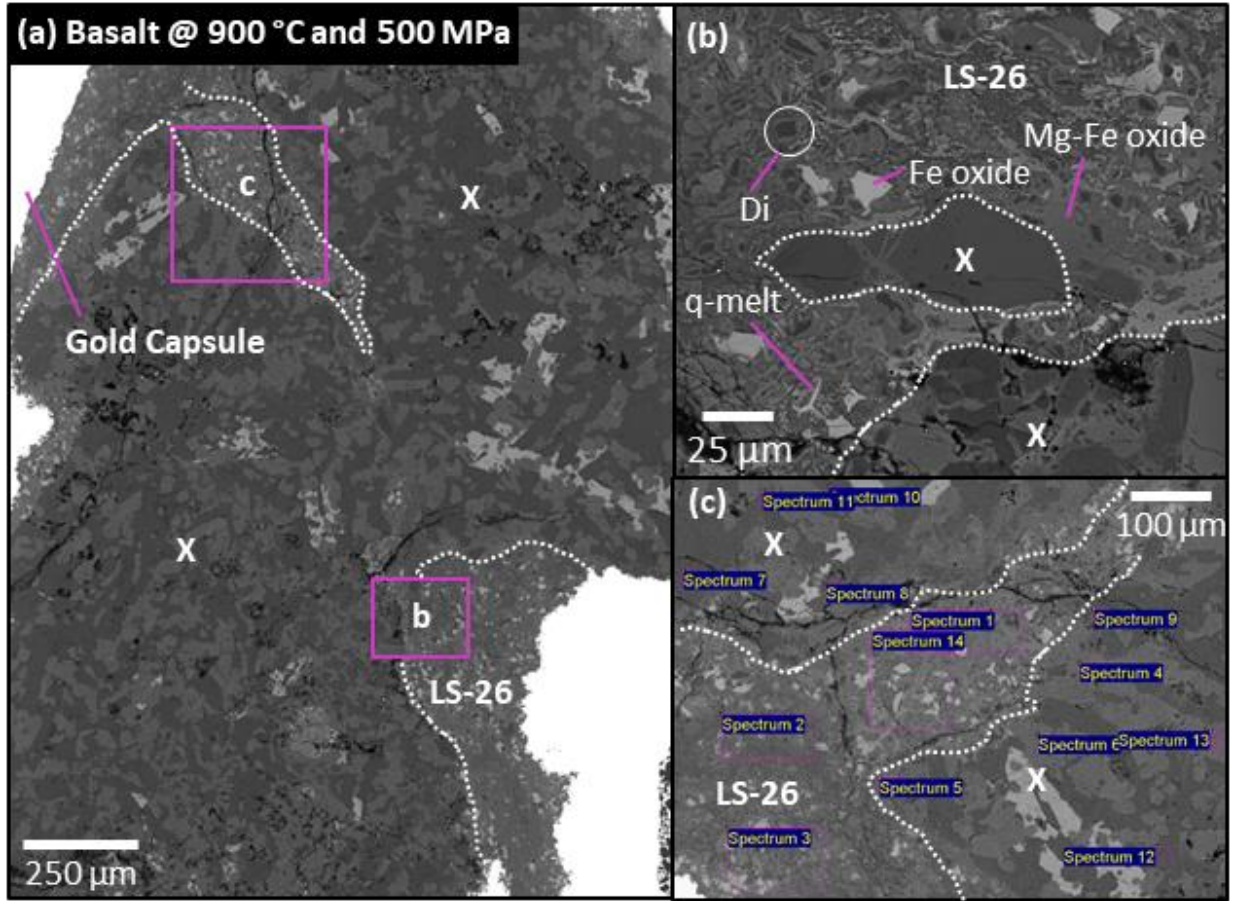 (a) Basalt @ 900 °C and 500 MPa
c
X
Gold Capsule
X
b
LS-26
250 µm
(b)
LS-26
Mg-Fe oxide
Fe oxide
Di
X
q-melt
25 µm
X
(c)
Spectrum 11
Spectrum 10
100 µm
X
Spectrum 7
Spectrum 8
Spectrum 1
Spectrum 9
Spectrum 14
Spectrum 4
Spectrum 2
Spectrum 6
Spectrum 13
LS-26
Spectrum 5
X
Spectrum 3
Spectrum 12